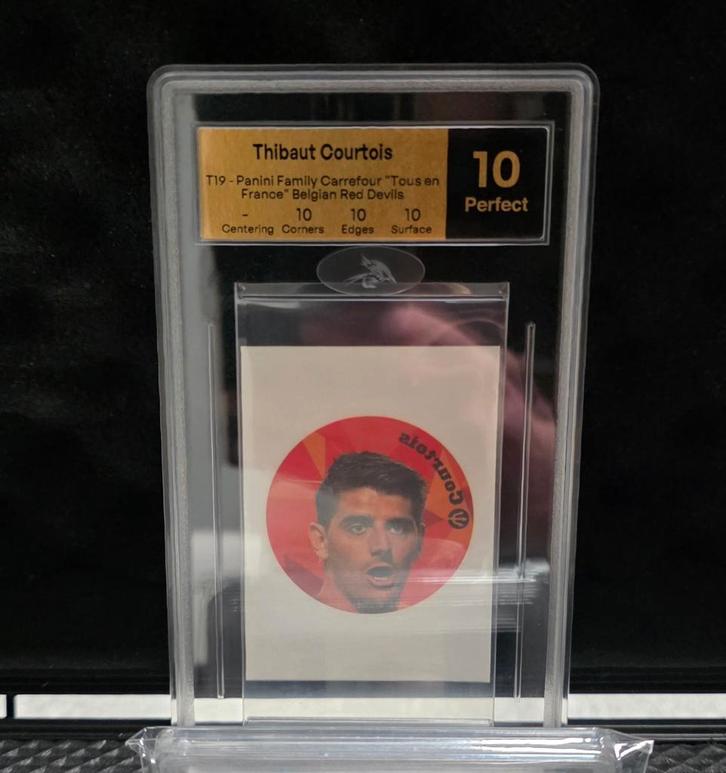 Thibaut Courtois
T19 - Panini Family Carrefour "Tous en
France" Belgian Red Devils
- 10 10 10
Centering Corners Edges Surface
10
Perfect
Courtois